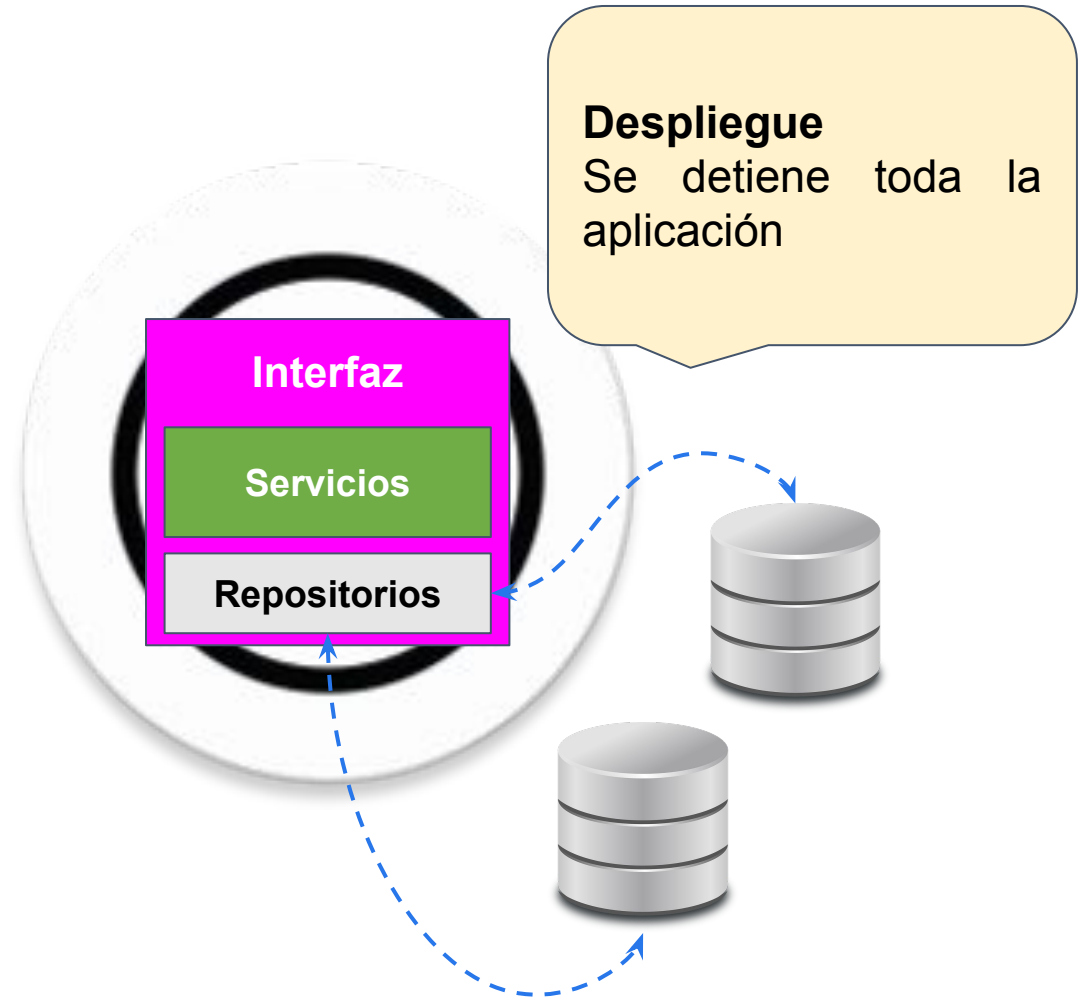 Despliegue
Se detiene toda la
aplicación
Interfaz
Servicios
Repositorios